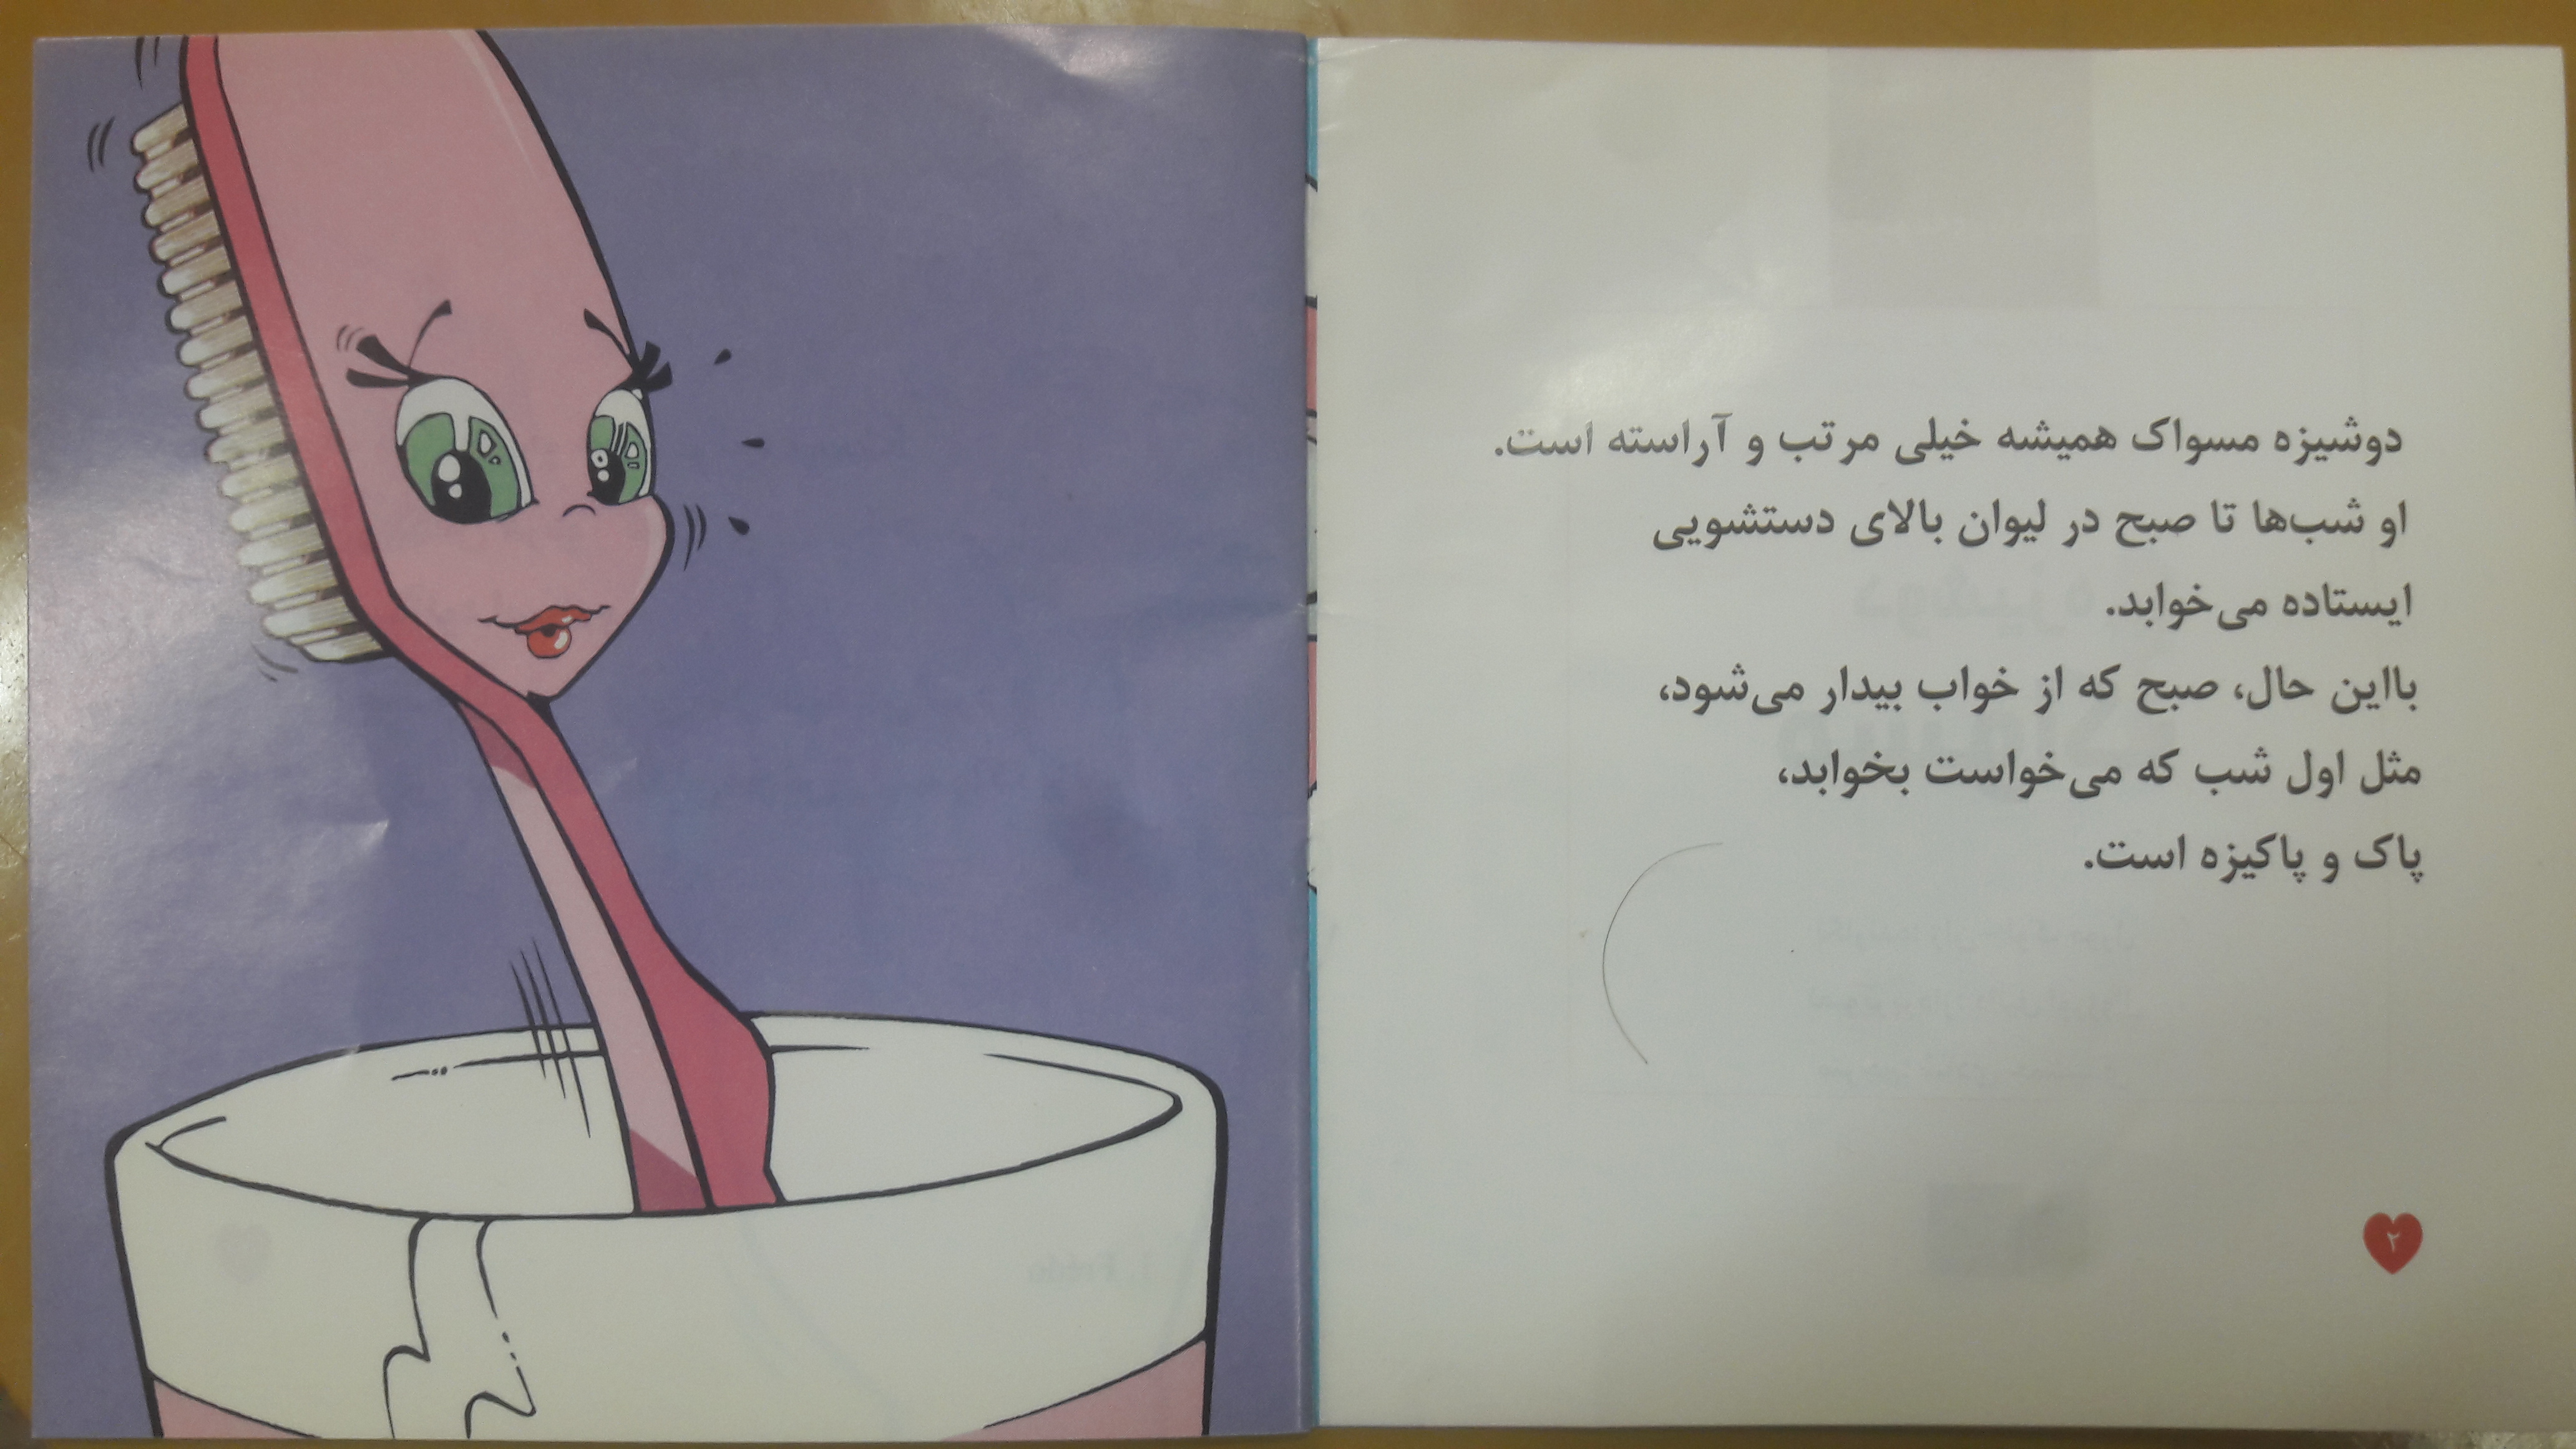 دوشیزه مسواک همیشه خیلی مرتب و آراسته است.
او شب‌ها تا صبح در لیوان بالای دستشویی
ایستاده می‌خوابد.
بااین حال، صبح که از خواب بیدار می‌شود،
مثل اول شب که می‌خواست بخوابد،
پاک و پاکیزه است.
۲